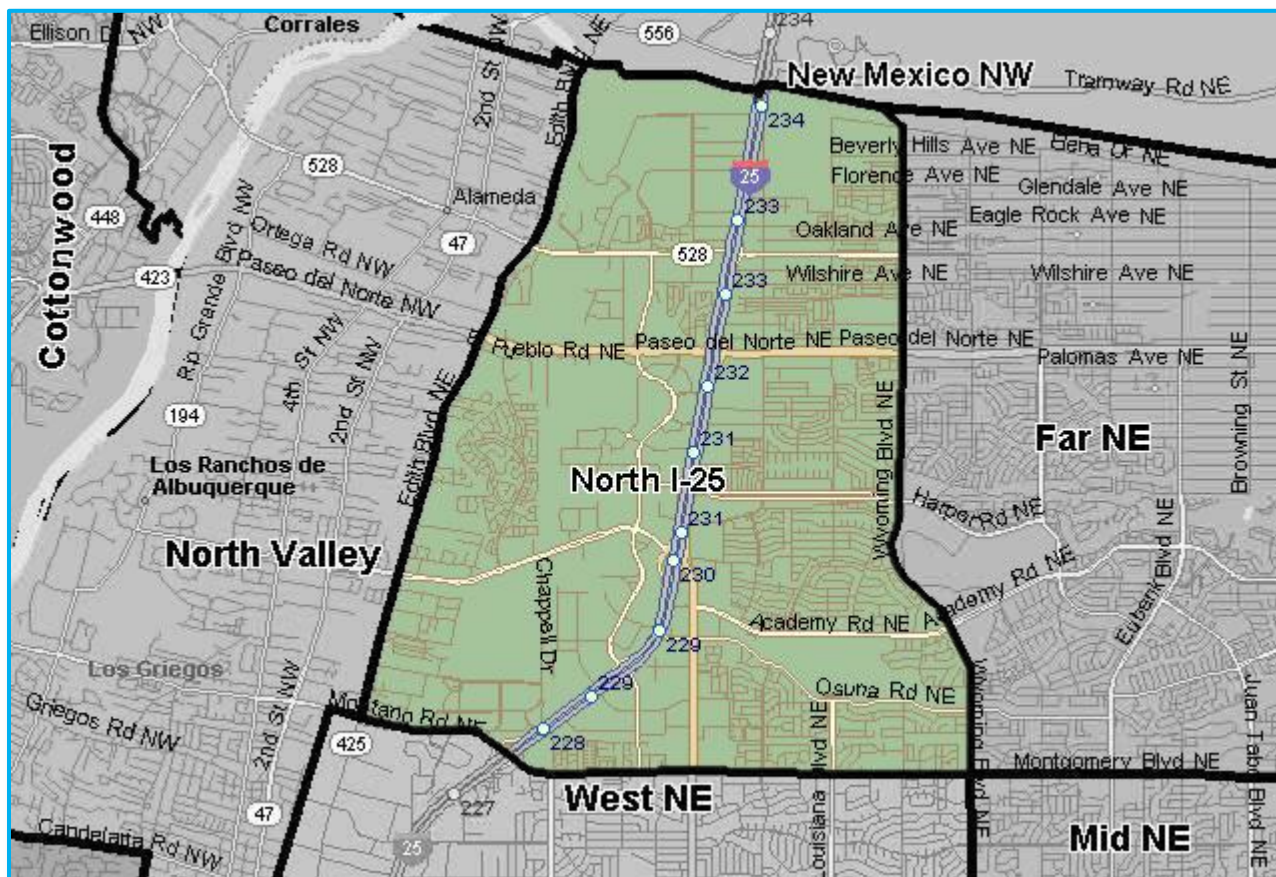 234
Ellison D NW
Corrales
556
2nd St NW
Edith Blvd NE
New Mexico NW
Tramway Rd NE
234
Beverly Hills Ave NE
Elena Dr NE
528
25
Florence Ave NE
Glendale Ave NE
Cottonwood
448
Alameda
233
Eagle Rock Ave NE
Ortega Rd NW
47
528
Oakland Ave NE
423
Paseo del Norte NW
233
Wilshire Ave NE
Wilshire Ave NE
Rio Grande Blvd NW
Pueblo Rd NE
Paseo del Norte NE
Paseo del Norte NE
Palomas Ave NE
4th St NW
2nd St NW
232
194
Edith Blvd NE
Wyoming Blvd NE
Browning St NE
Far NE
231
Los Ranchos de
Albuquerque
North I-25
Harper Rd NE
231
North Valley
230
Chappell Dr
Academy Rd NE
Academy Rd NE
Eubank Blvd NE
229
Los Griegos
229
Osuna Rd NE
Montano Rd NE
Griegos Rd NW
2nd St NW
425
228
Louisiana Blvd NE
Wyoming Blvd NE
Juan Tabo Blvd NE
Montgomery Blvd NE
227
West NE
47
Candelaria Rd NW
25
Mid NE